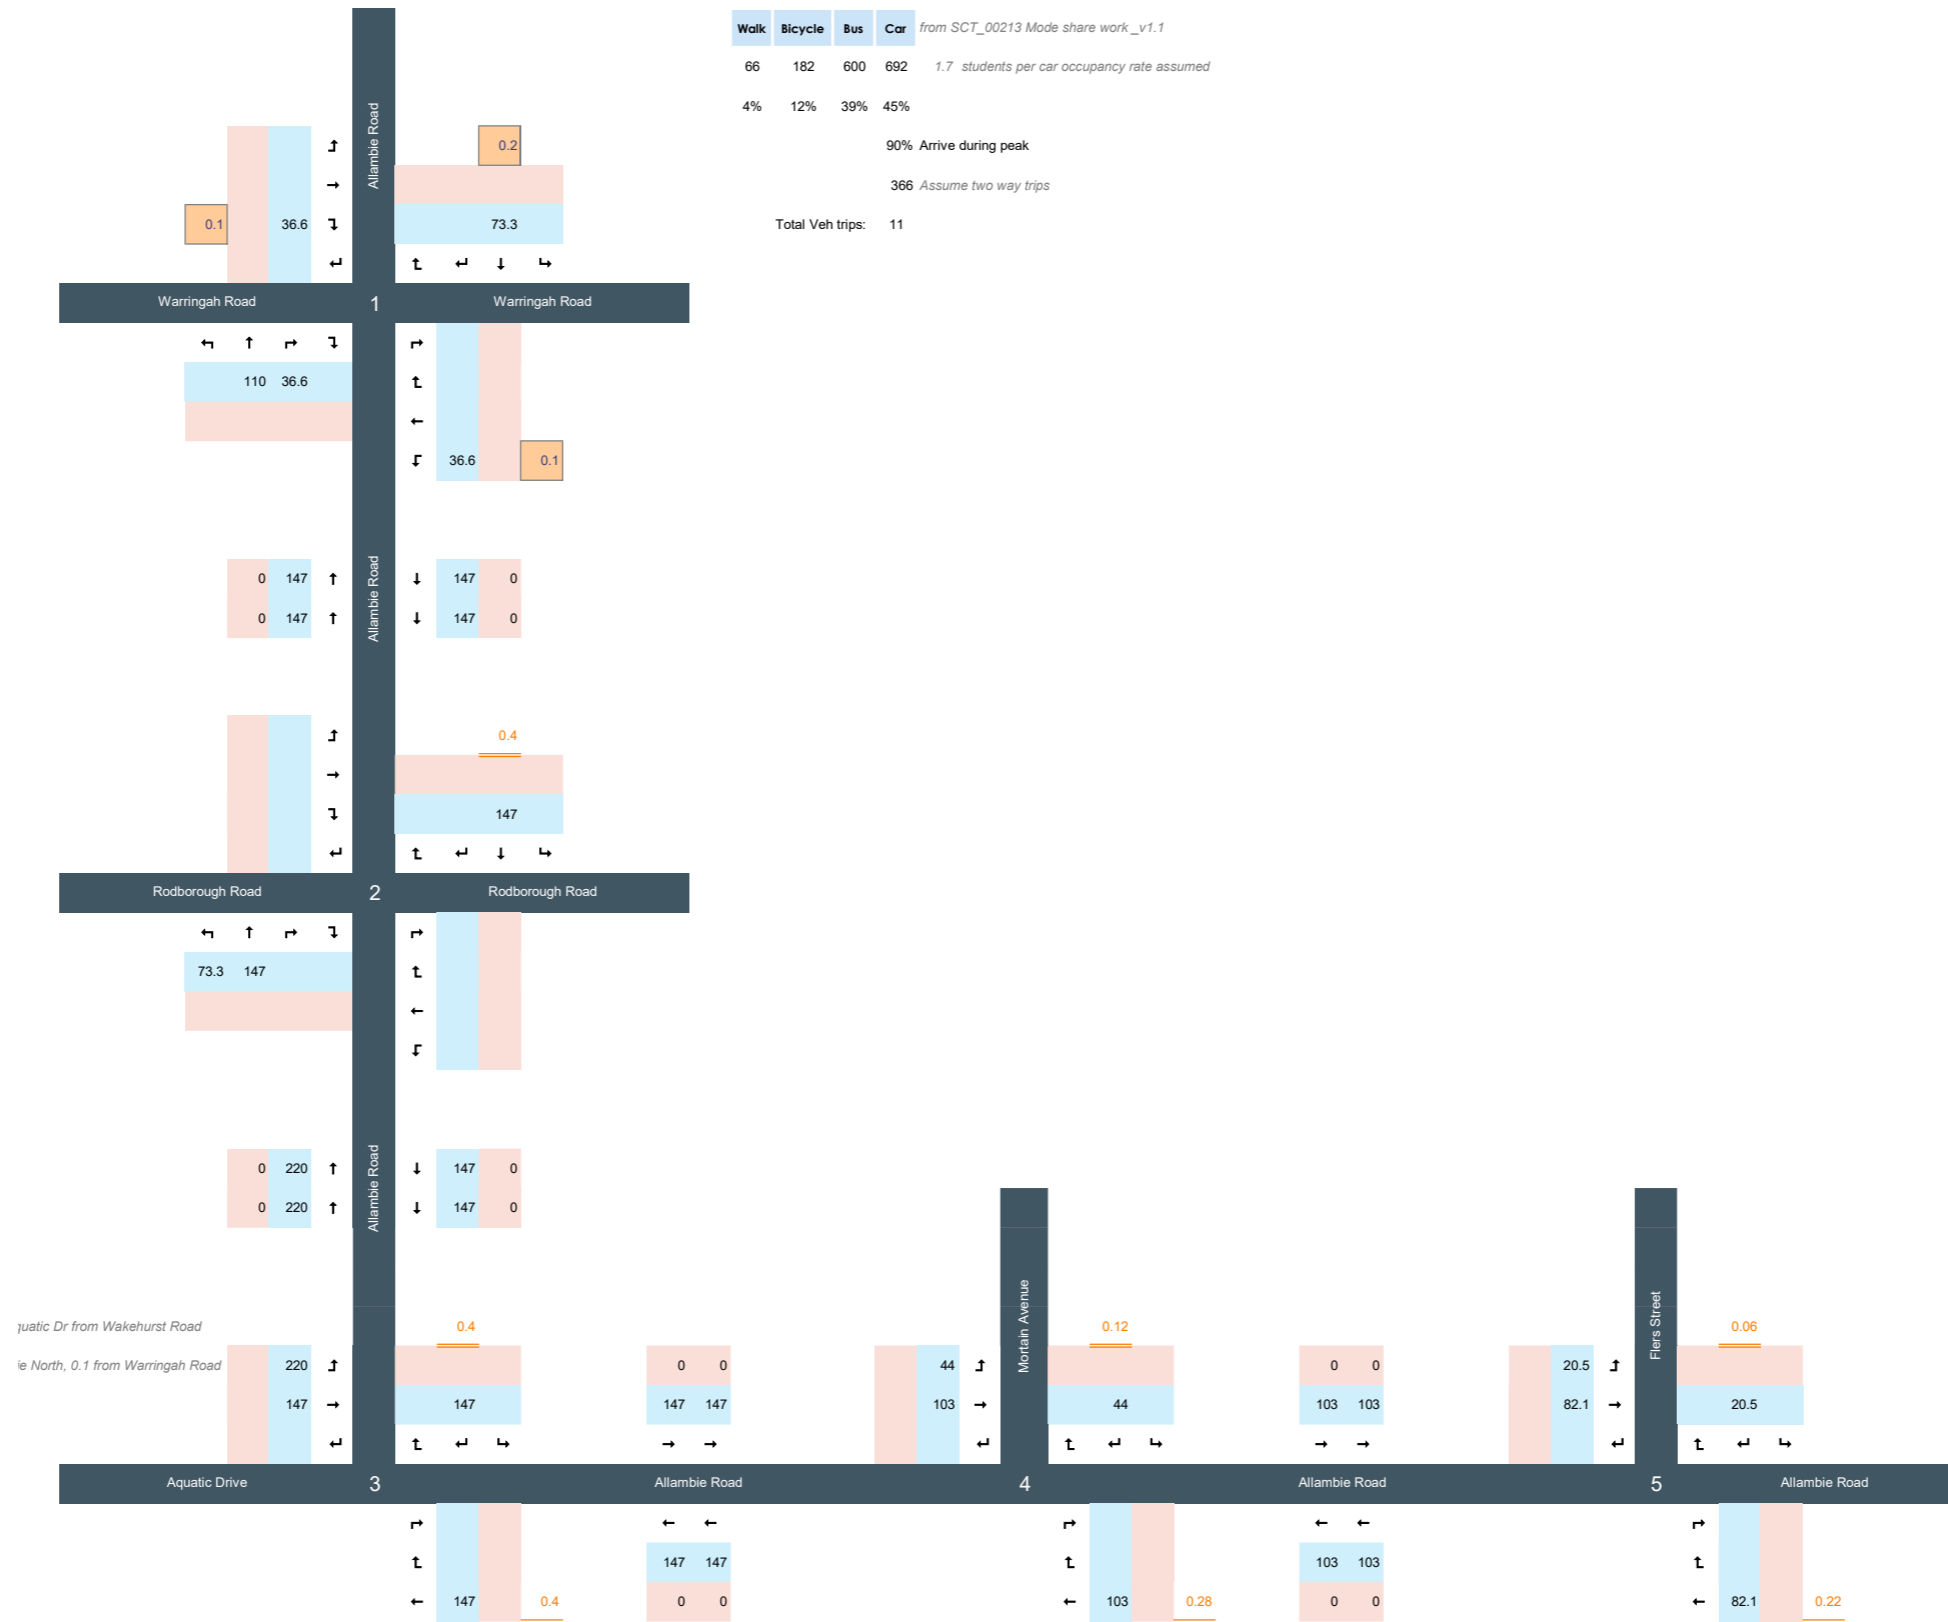 Walk Bicycle Bus Car from SCT_00213 Mode share work _v1.1
66 182 600 692 1.7 students per car occupancy rate assumed
4% 12% 39% 45%
Allambie Road
↥ 0.2 90% Arrive during peak
→ 366 Assume two way trips
0.1 36.6 ↴ 73.3 Total Veh trips: 11
↵ ↥ ↵ ↓ ↳
Warringah Road 1 Warringah Road
↰ ↑ ↱ ↴ ↱
110 36.6 ↥
←
↲ 36.6 0.1
Allambie Road
0 147 ↑ ↓ 147 0
0 147 ↑ ↓ 147 0
↥ 0.4
→
↴ 147
↵ ↥ ↵ ↓ ↳
Rodborough Road 2 Rodborough Road
↰ ↑ ↱ ↴ ↱
73.3 147 ↥
←
↲
Allambie Road
0 220 ↑ ↓ 147 0
0 220 ↑ ↓ 147 0
Mortain Avenue
Flers Street
Dr from Wakehurst Road 0.4 0.12 0.06
North, 0.1 from Warringah Road 220 ↥ 0 0 44 ↥ 0 0 20.5 ↥
147 → 147 147 147 103 → 44 103 103 82.1 → 20.5
↵ ↥ ↵ ↳ → → ↵ ↥ ↵ ↳ → → ↵ ↥ ↵ ↳
Aquatic Drive 3 Allambie Road 4 Allambie Road 5 Allambie Road
↱ ← ← ↱ ← ← ↱
↥ 147 147 ↥ 103 103 ↥
← 147 0.4 0 0 ← 103 0.28 0 0 ← 82.1 0.22